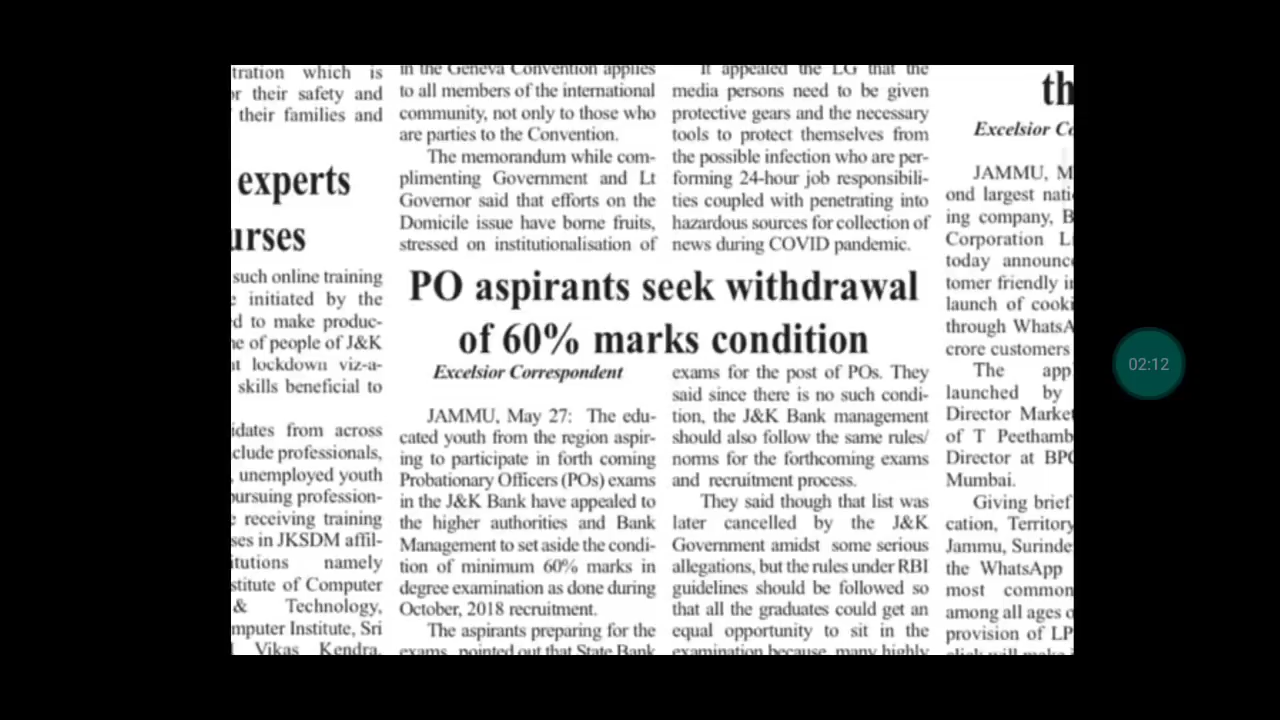 tration which is
or their safety and
their families and
experts
urses
such online training
e initiated by the
d to make produc-
ne of people of J&K
at lockdown viz-a-
skills beneficial to
idates from across
clude professionals,
, unemployed youth
pursuing profession-
e receiving training
ses in JKSDM affil-
itutions namely
stitute of Computer
& Technology,
mputer Institute, Sri
Vikas Kendra,
in the Geneva Convention applies
to all members of the international
community, not only to those who
are parties to the Convention.
The memorandum while com-
plimenting Government and Lt
Governor said that efforts on the
Domicile issue have borne fruits,
stressed on institutionalisation of
It appealed the LG that the
media persons need to be given
protective gears and the necessary
tools to protect themselves from
the possible infection who are per-
forming 24-hour job responsibili-
ties coupled with penetrating into
hazardous sources for collection of
news during COVID pandemic.
PO aspirants seek withdrawal
of 60% marks condition
Excelsior Correspondent
JAMMU, May 27: The edu-
cated youth from the region aspir-
ing to participate in forth coming
Probationary Officers (POs) exams
in the J&K Bank have appealed to
the higher authorities and Bank
Management to set aside the condi-
tion of minimum 60% marks in
degree examination as done during
October, 2018 recruitment.
The aspirants preparing for the
exams, pointed out that State Bank
exams for the post of POs. They
said since there is no such condi-
tion, the J&K Bank management
should also follow the same rules/
norms for the forthcoming exams
and recruitment process.
They said though that list was
later cancelled by the J&K
Government amidst some serious
allegations, but the rules under RBI
guidelines should be followed so
that all the graduates could get an
equal opportunity to sit in the
examination because, many highly
th
Excelsior Co
JAMMU, M
ond largest nati
ing company, B
Corporation Li
today announce
tomer friendly in
launch of cooki
through WhatsA
crore customers
The app
launched by
Director Market
of T Peethamb
Director at BPC
Mumbai.
Giving brief
cation, Territory
Jammu, Surinde
the WhatsApp
most common
among all ages o
provision of LP
click will make
02:12